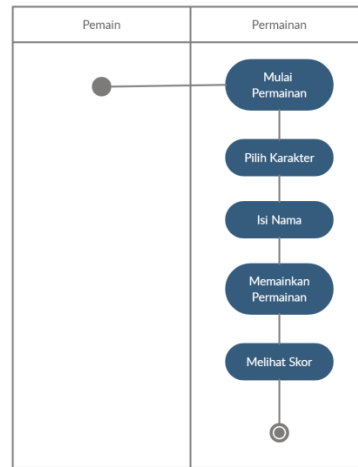 Pemain
Permainan
Mulai
Permainan
Pilih Karakter
Isi Nama
Memainkan
Permainan
Melihat Skor